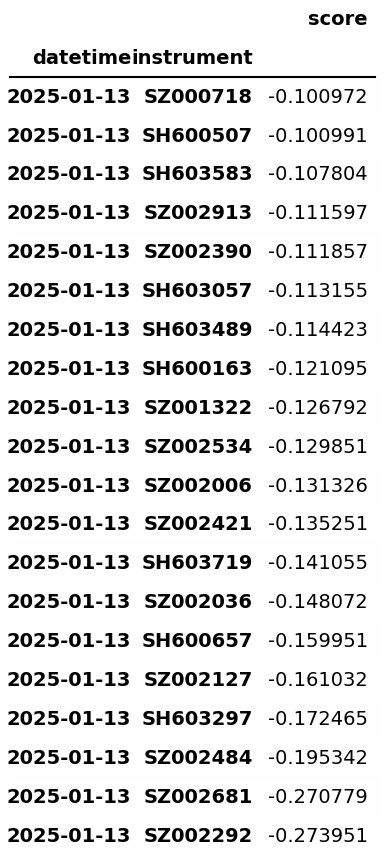 score
datetime instrument
2025-01-13 SZ000718 -0.100972
2025-01-13 SH600507 -0.100991
2025-01-13 SH603583 -0.107804
2025-01-13 SZ002913 -0.111597
2025-01-13 SZ002390 -0.111857
2025-01-13 SH603057 -0.113155
2025-01-13 SH603489 -0.114423
2025-01-13 SH600163 -0.121095
2025-01-13 SZ001322 -0.126792
2025-01-13 SZ002534 -0.129851
2025-01-13 SZ002006 -0.131326
2025-01-13 SZ002421 -0.135251
2025-01-13 SH603719 -0.141055
2025-01-13 SZ002036 -0.148072
2025-01-13 SH600657 -0.159951
2025-01-13 SZ002127 -0.161032
2025-01-13 SH603297 -0.172465
2025-01-13 SZ002484 -0.195342
2025-01-13 SZ002681 -0.270779
2025-01-13 SZ002292 -0.273951